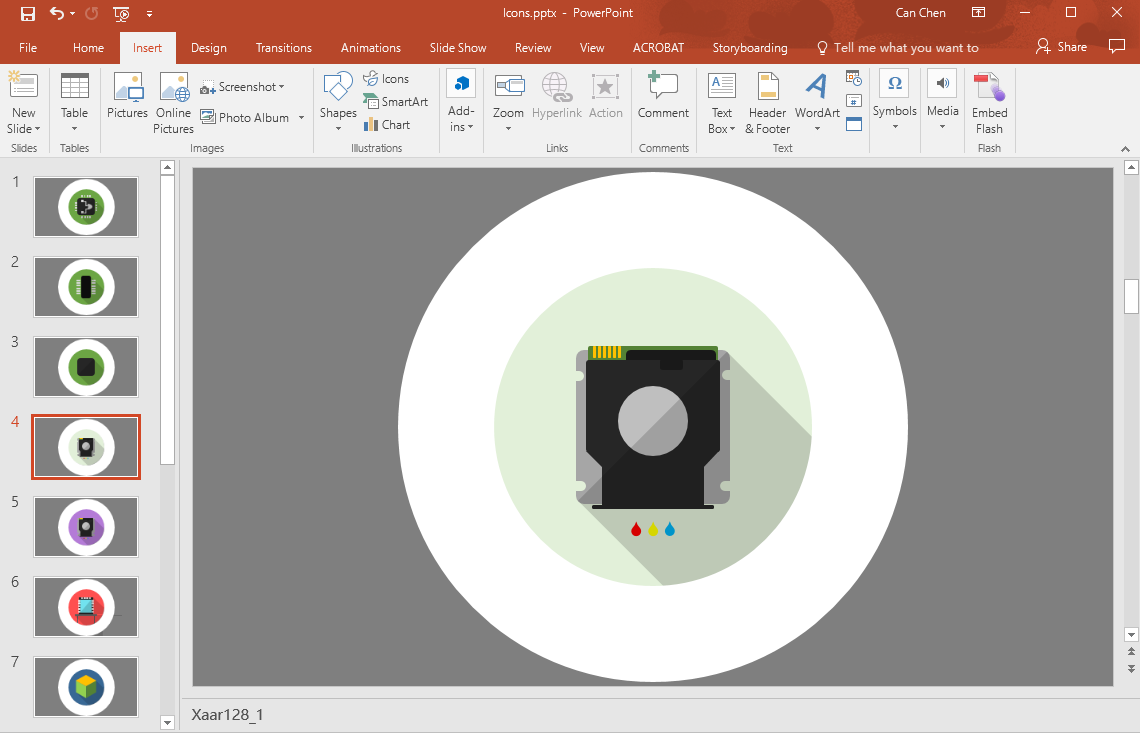 Icons.pptx - PowerPoint
Can Chen
File Home Insert Design Transitions Animations Slide Show Review View ACROBAT Storyboarding Tell me what you want to Share
New Slide
Slides
Table
Tables
Pictures
Online Pictures
Screenshot
Photo Album
Images
Shapes
Icons
SmartArt
Chart
Illustrations
Add-ins
Zoom
Hyperlink
Action
Links
Comment
Comments
Text Box
Header & Footer
WordArt
Text
Symbols
Media
Embed Flash
Flash
1
2
3
4
5
6
7
Xaar128_1